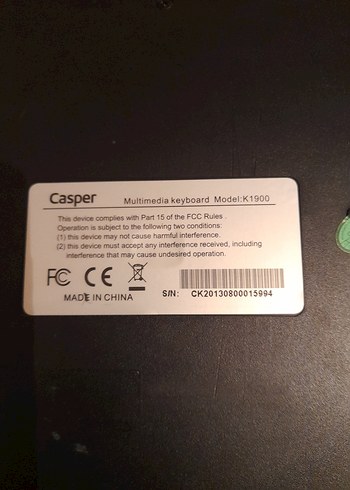 Casper
Multimedia keyboard Model:K1900
This device complies with Part 15 of the FCC Rules .
Operation is subject to the following two conditions:
(1) this device may not cause harmful interference.
(2) this device must accept any interference received, including
interference that may cause undesired operation.
FC CE
MADE IN CHINA
S/N: CK20130800015994